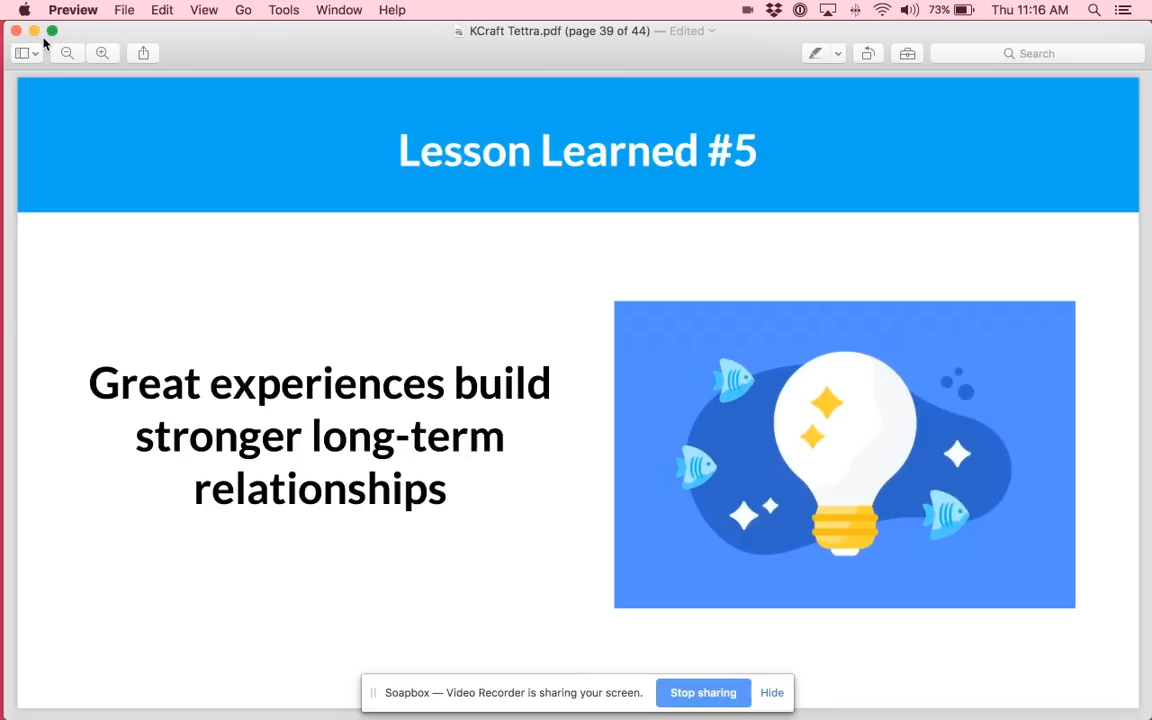 Preview File Edit View Go Tools Window Help 73% Thu 11:16 AM
KCraft Tettra.pdf (page 39 of 44) — Edited
Search
Lesson Learned #5
Great experiences build
stronger long-term
relationships
Soapbox — Video Recorder is sharing your screen. Stop sharing Hide